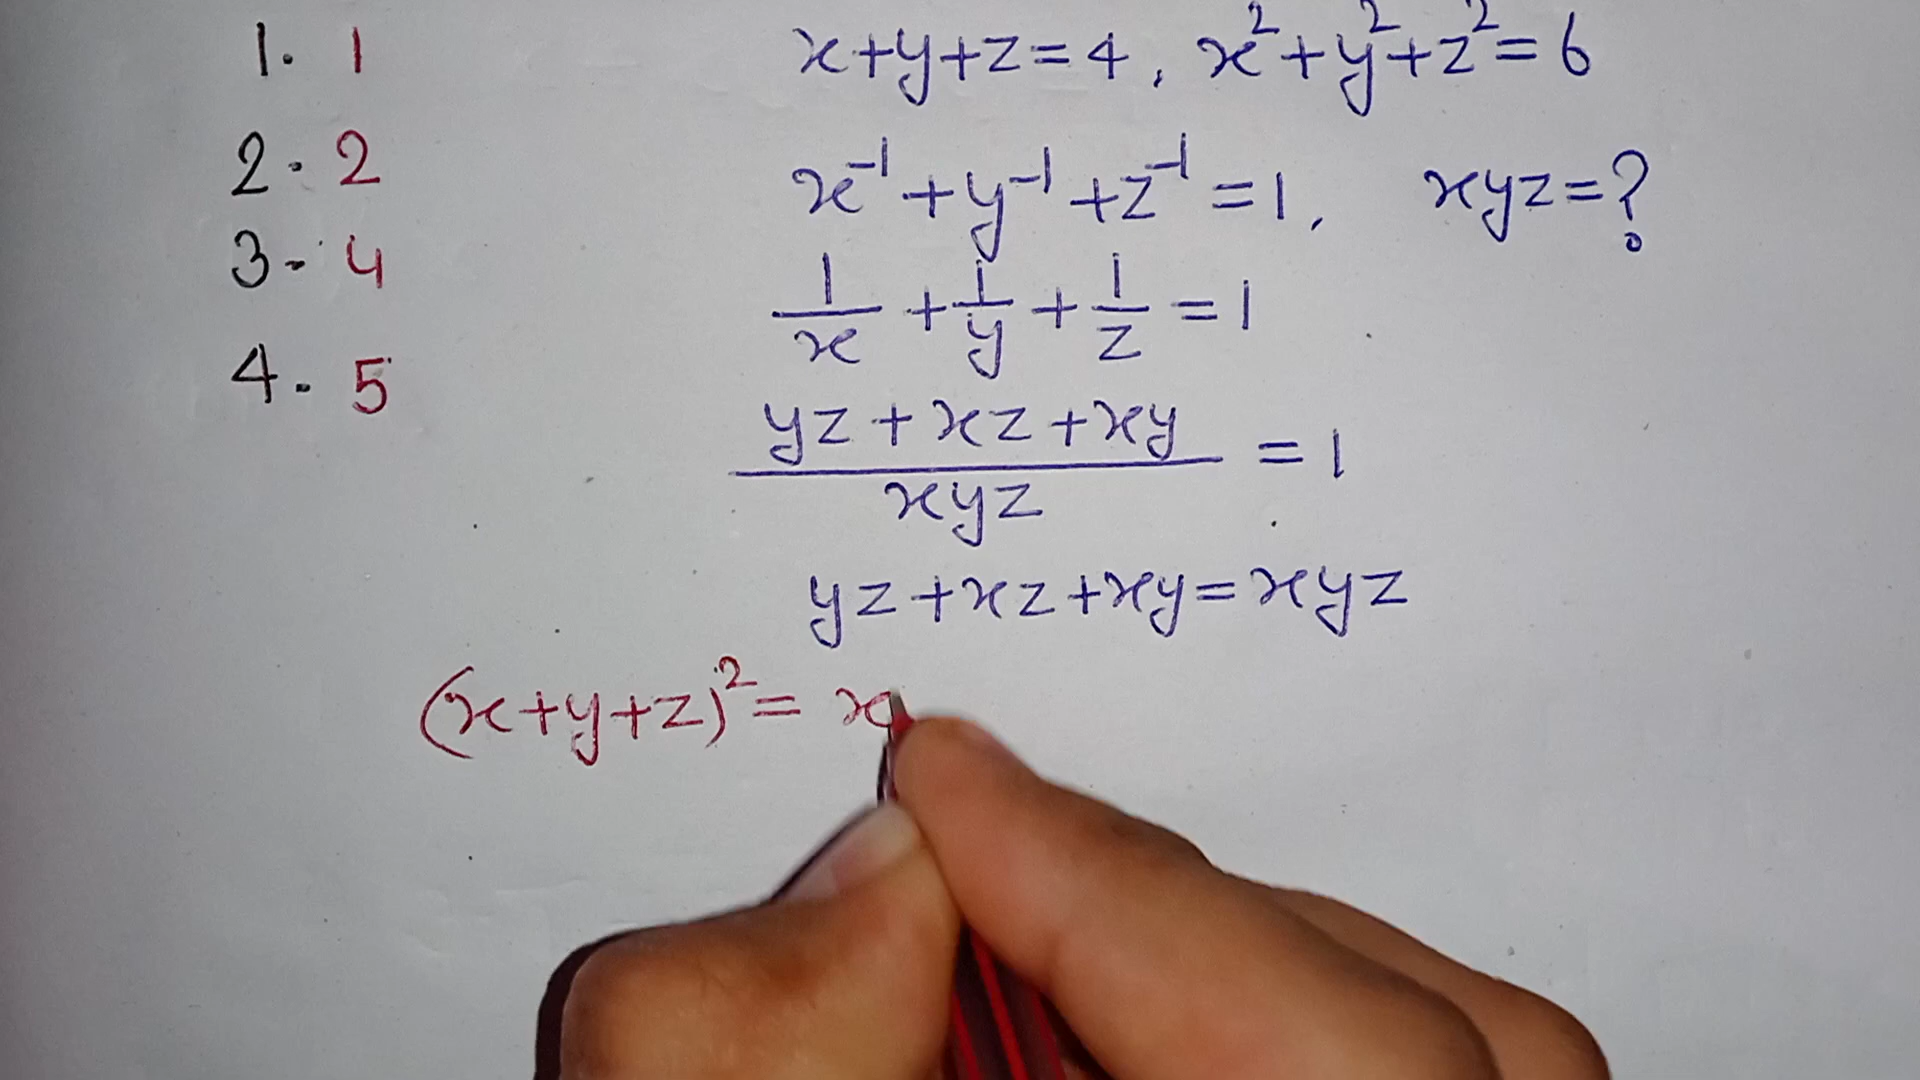 1. 1
2. 2
3. 4
4. 5
x+y+z=4, x²+y²+z²=6
x⁻¹+y⁻¹+z⁻¹=1, xyz=?
1/x+1/y+1/z=1
yz+xz+xy/xyz=1
yz+xz+xy=xyz
(x+y+z)²=x